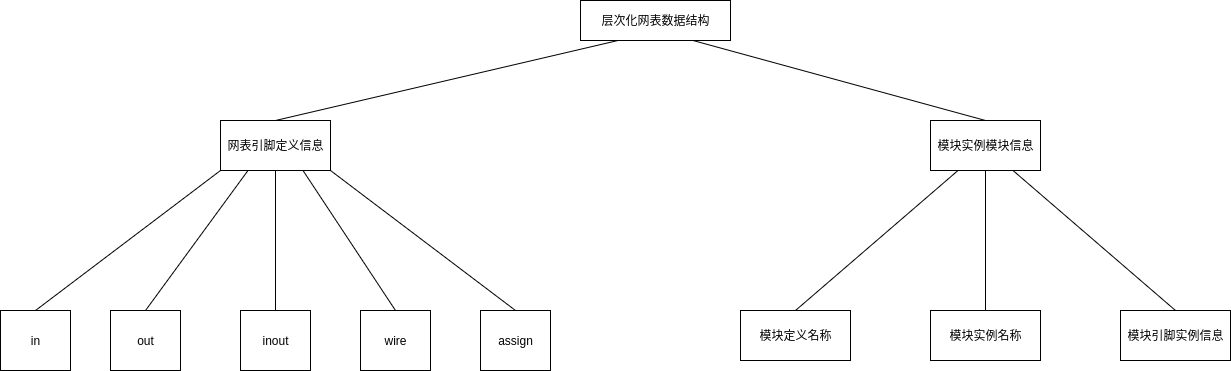 层次化网表数据结构
网表引脚定义信息
模块实例模块信息
in
out
inout
wire
assign
模块定义名称
模块实例名称
模块引脚实例信息